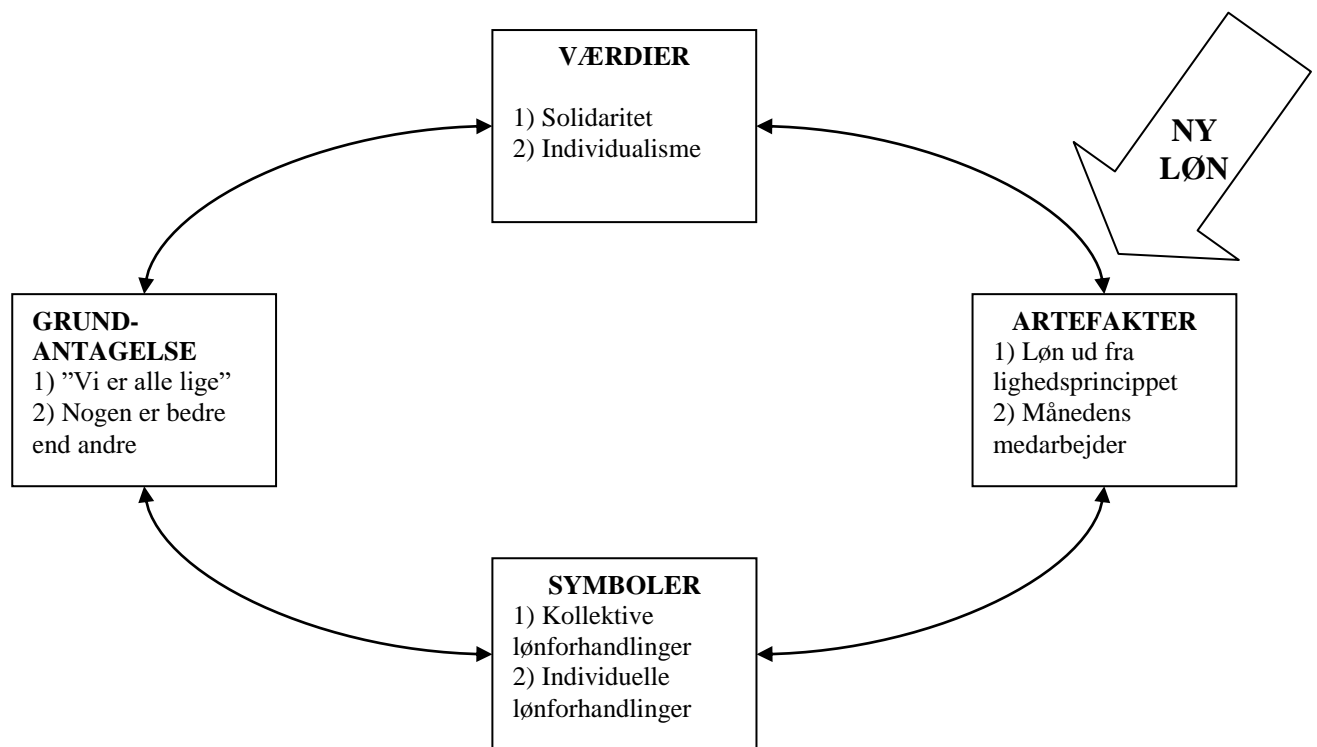 VÆRDIER
1) Solidaritet
2) Individualisme
NY
LØN
GRUND-
ANTAGELSE
1) ”Vi er alle lige”
2) Nogen er bedre
end andre
ARTEFAKTER
1) Løn ud fra
lighedsprincippet
2) Månedens
medarbejder
SYMBOLER
1) Kollektive
lønforhandlinger
2) Individuelle
lønforhandlinger